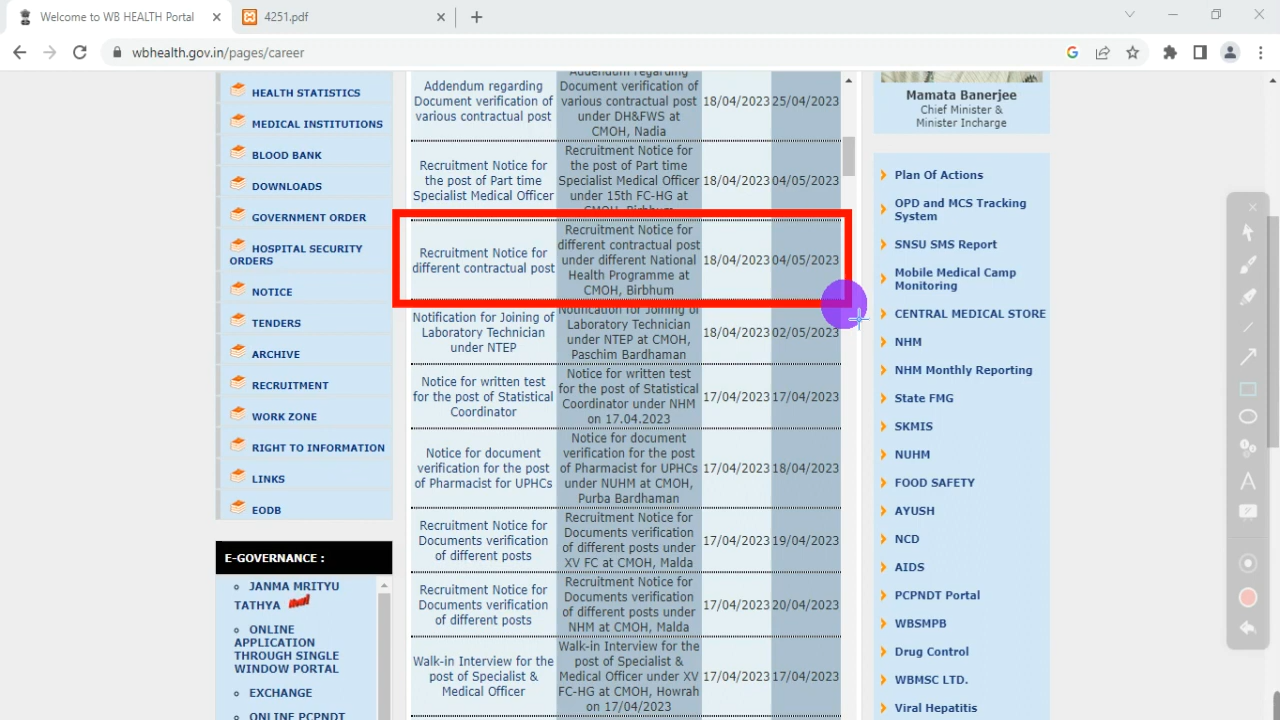 Welcome to WB HEALTH Portal
4251.pdf
wbhealth.gov.in/pages/career
HEALTH STATISTICS
MEDICAL INSTITUTIONS
BLOOD BANK
DOWNLOADS
GOVERNMENT ORDER
HOSPITAL SECURITY
ORDERS
NOTICE
TENDERS
ARCHIVE
RECRUITMENT
WORK ZONE
RIGHT TO INFORMATION
LINKS
EODB
E-GOVERNANCE :
JANMA MRITYU
TATHYA
ONLINE
APPLICATION
THROUGH SINGLE
WINDOW PORTAL
EXCHANGE
ONLINE PCPNDT
Addendum regarding
Document verification of
various contractual post
Addendum regarding
Document verification of
various contractual post
under DH&FWS at
CMOH, Nadia
18/04/2023
25/04/2023
Recruitment Notice for
the post of Part time
Specialist Medical Officer
Recruitment Notice for
the post of Part time
Specialist Medical Officer
under 15th FC-HG at
CMOH, Birbhum
18/04/2023
04/05/2023
Recruitment Notice for
different contractual post
Recruitment Notice for
different contractual post
under different National
Health Programme at
CMOH, Birbhum
18/04/2023
04/05/2023
Notification for Joining of
Laboratory Technician
under NTEP
Notification for Joining of
Laboratory Technician
under NTEP at CMOH,
Paschim Bardhaman
18/04/2023
02/05/2023
Notice for written test
for the post of Statistical
Coordinator
Notice for written test
for the post of Statistical
Coordinator under NHM
on 17.04.2023
17/04/2023
17/04/2023
Notice for document
verification for the post
of Pharmacist for UPHCs
Notice for document
verification for the post
of Pharmacist for UPHCs
under NUHM at CMOH,
Purba Bardhaman
17/04/2023
18/04/2023
Recruitment Notice for
Documents verification
of different posts
Recruitment Notice for
Documents verification
of different posts under
XV FC at CMOH, Malda
17/04/2023
19/04/2023
Recruitment Notice for
Documents verification
of different posts
Recruitment Notice for
Documents verification
of different posts under
NHM at CMOH, Malda
17/04/2023
20/04/2023
Walk-in Interview for the
post of Specialist &
Medical Officer
Walk-in Interview for the
post of Specialist &
Medical Officer under XV
FC-HG at CMOH, Howrah
on 17/04/2023
17/04/2023
17/04/2023
Mamata Banerjee
Chief Minister &
Minister Incharge
Plan Of Actions
OPD and MCS Tracking
System
SNSU SMS Report
Mobile Medical Camp
Monitoring
CENTRAL MEDICAL STORE
NHM
NHM Monthly Reporting
State FMG
SKMIS
NUHM
FOOD SAFETY
AYUSH
NCD
AIDS
PCPNDT Portal
WBSMPB
Drug Control
WBMSC LTD.
Viral Hepatitis